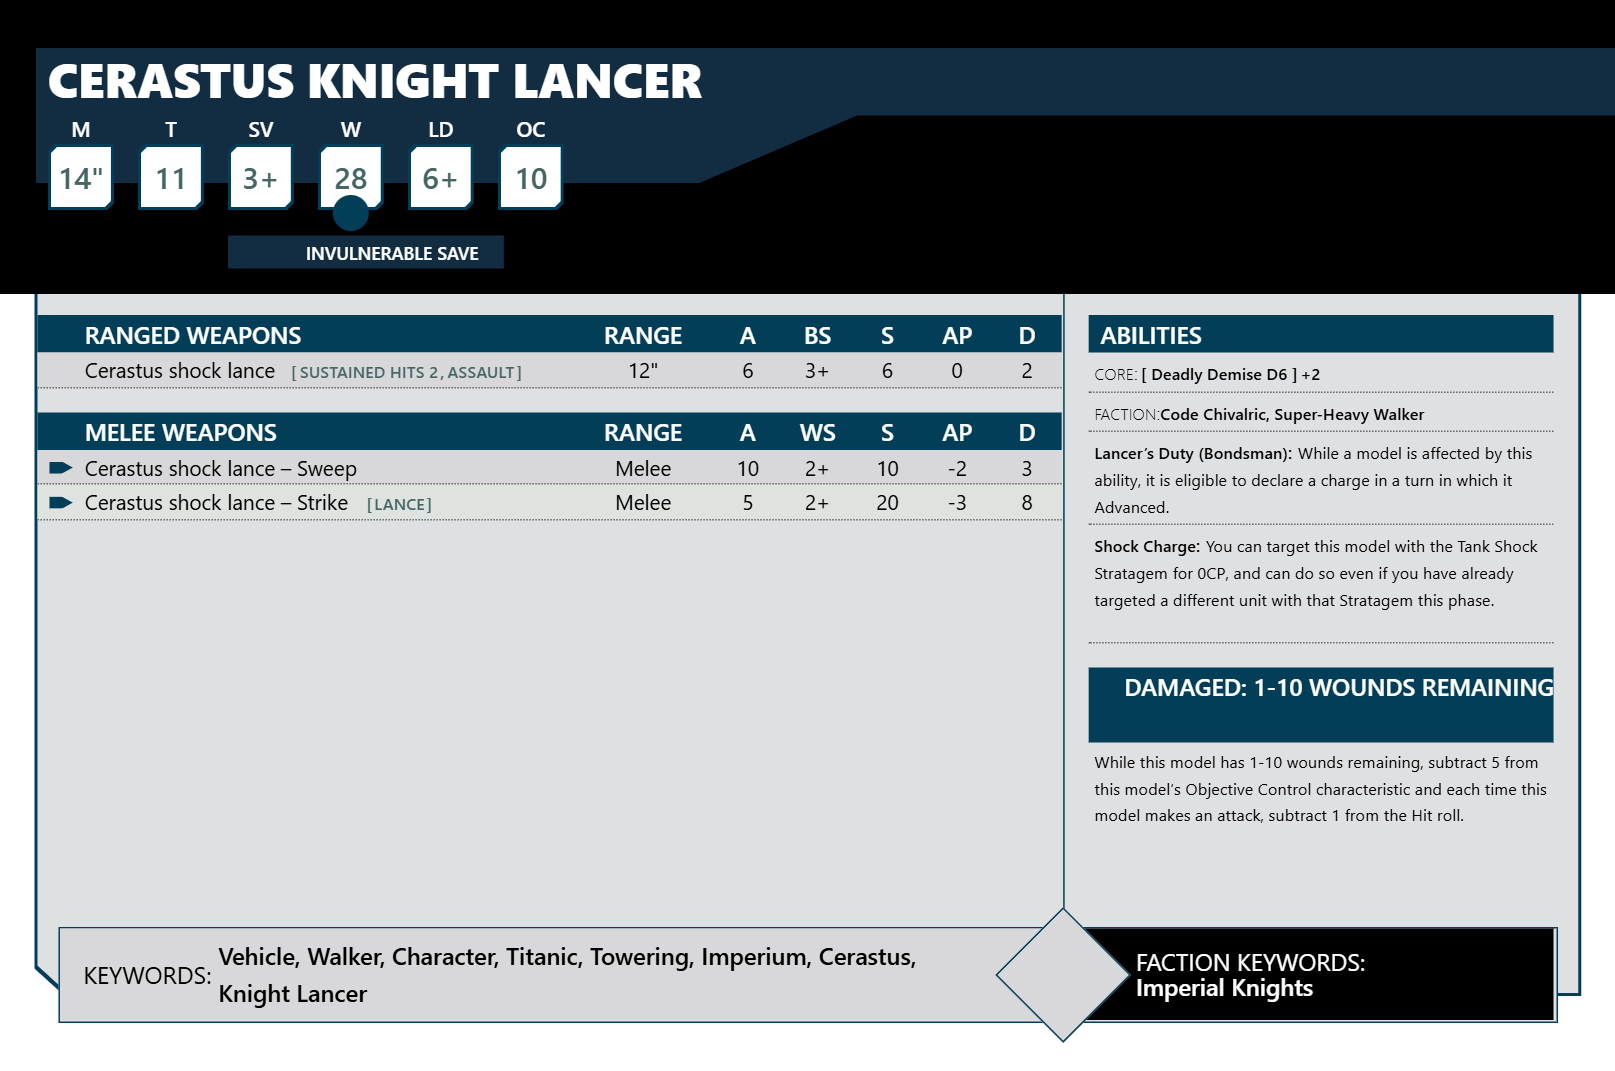 CERASTUS KNIGHT LANCER
M T SV W LD OC
14" 11 3+ 28 6+ 10
INVULNERABLE SAVE
RANGED WEAPONS RANGE A BS S AP D
Cerastus shock lance [ SUSTAINED HITS 2 , ASSAULT ] 12" 6 3+ 6 0 2
MELEE WEAPONS RANGE A WS S AP D
Cerastus shock lance – Sweep Melee 10 2+ 10 -2 3
Cerastus shock lance – Strike [ LANCE ] Melee 5 2+ 20 -3 8
ABILITIES
CORE: [ Deadly Demise D6 ] +2
FACTION:Code Chivalric, Super-Heavy Walker
Lancer’s Duty (Bondsman): While a model is affected by this
ability, it is eligible to declare a charge in a turn in which it
Advanced.
Shock Charge: You can target this model with the Tank Shock
Stratagem for 0CP, and can do so even if you have already
targeted a different unit with that Stratagem this phase.
DAMAGED: 1-10 WOUNDS REMAINING
While this model has 1-10 wounds remaining, subtract 5 from
this model’s Objective Control characteristic and each time this
model makes an attack, subtract 1 from the Hit roll.
KEYWORDS: Vehicle, Walker, Character, Titanic, Towering, Imperium, Cerastus,
Knight Lancer
FACTION KEYWORDS:
Imperial Knights